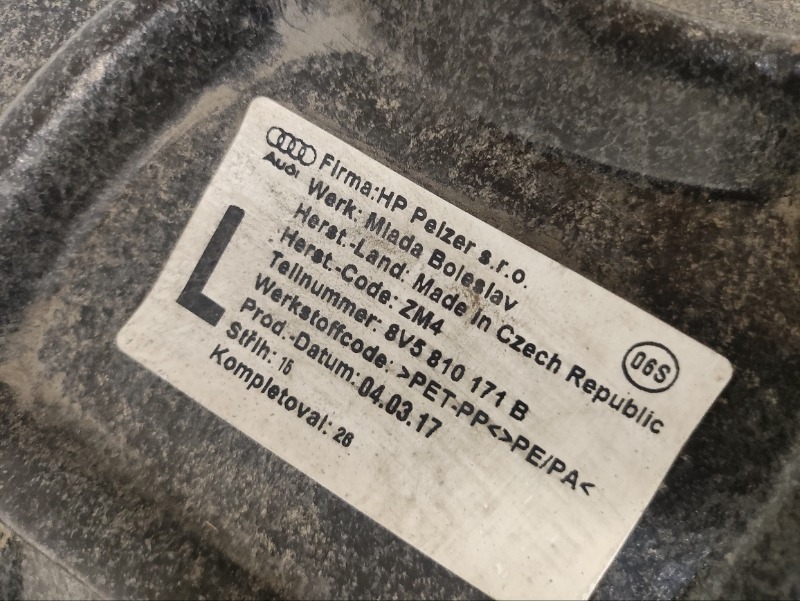 Audi Firma:HP Pelzer s.r.o.
Werk: Mlada Boleslav
Herst.-Land: Made in Czech Republic
Herst.-Code: ZM4
Teilnummer: 8V5 810 171 B
Werkstoffcode: >PET-PP<>PE/PA<
Prod.-Datum: 04.03.17
Střih: 16
Kompletoval: 26
L
06S